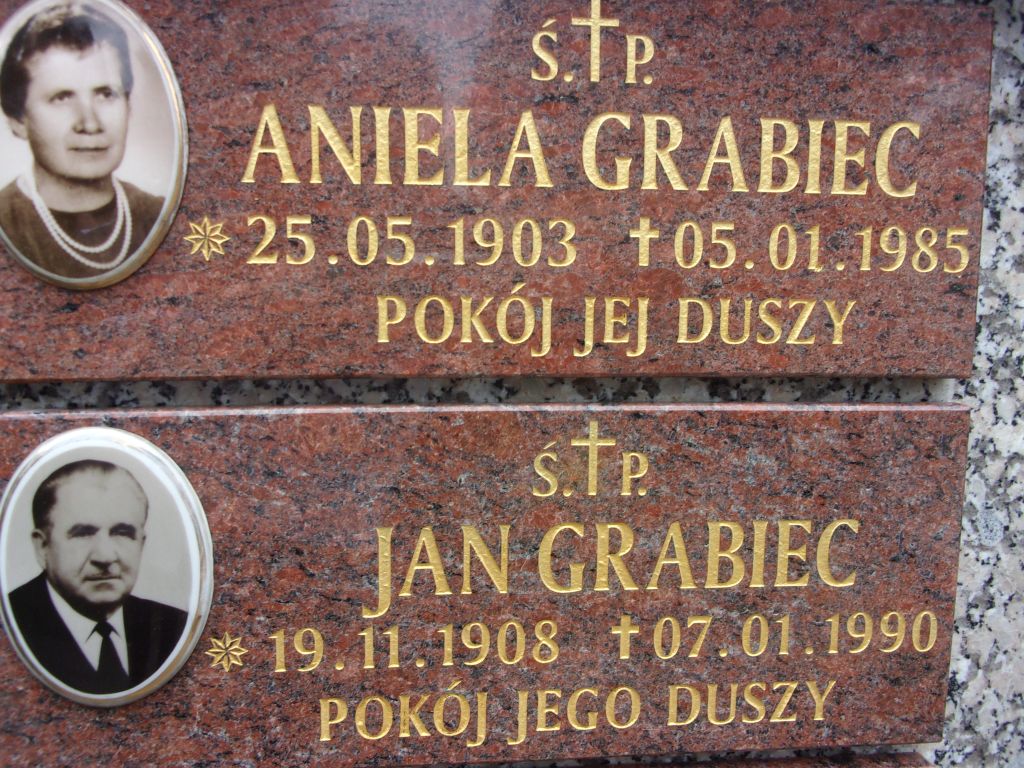 Ś.✝P.
ANIELA GRABIEC
✴25.05.1903 ✝05.01.1985
POKÓJ JEJ DUSZY
Ś.✝P.
JAN GRABIEC
✴19.11.1908 ✝07.01.1990
POKÓJ JEGO DUSZY